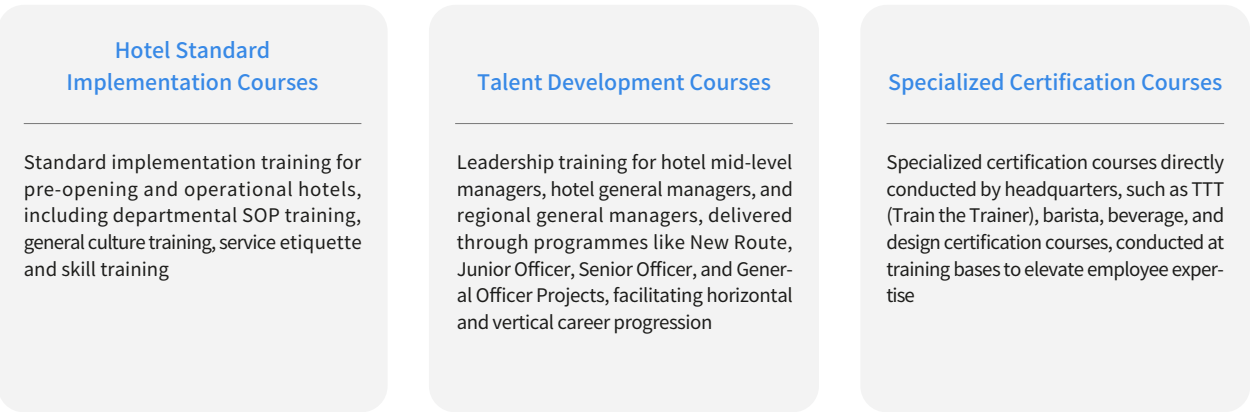 Hotel Standard
Implementation Courses
Standard implementation training for
pre-opening and operational hotels,
including departmental SOP training,
general culture training, service etiquette
and skill training
Talent Development Courses
Leadership training for hotel mid-level
managers, hotel general managers, and
regional general managers, delivered
through programmes like New Route,
Junior Officer, Senior Officer, and Gener-
al Officer Projects, facilitating horizontal
and vertical career progression
Specialized Certification Courses
Specialized certification courses directly
conducted by headquarters, such as TTT
(Train the Trainer), barista, beverage, and
design certification courses, conducted at
training bases to elevate employee exper-
tise